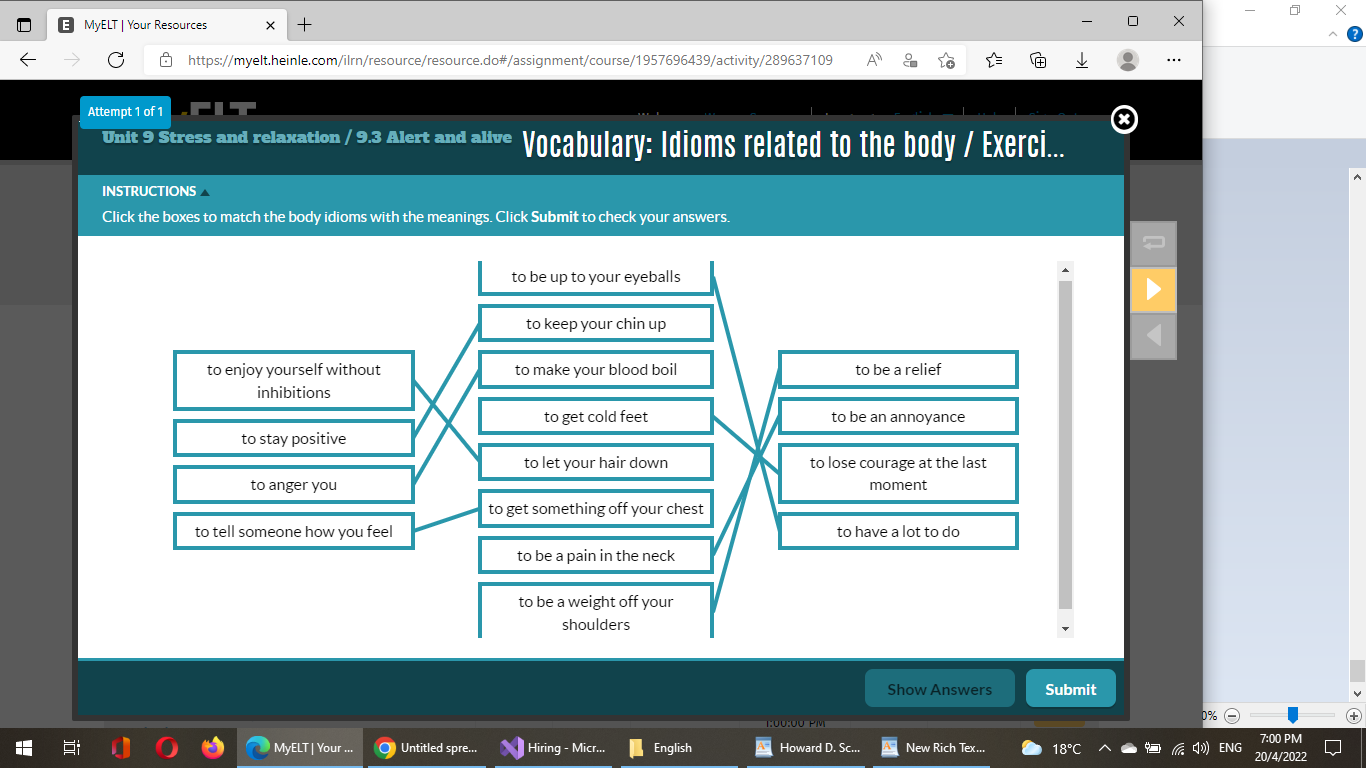 MyELT | Your Resources
https://myelt.heinle.com/ilrn/resource/resource.do#/assignment/course/1957696439/activity/289637109
Attempt 1 of 1
Unit 9 Stress and relaxation / 9.3 Alert and alive
Vocabulary: Idioms related to the body / Exerci...
INSTRUCTIONS
Click the boxes to match the body idioms with the meanings. Click Submit to check your answers.
to enjoy yourself without
inhibitions
to stay positive
to anger you
to tell someone how you feel
to be up to your eyeballs
to keep your chin up
to make your blood boil
to get cold feet
to let your hair down
to get something off your chest
to be a pain in the neck
to be a weight off your
shoulders
to be a relief
to be an annoyance
to lose courage at the last
moment
to have a lot to do
Show Answers
Submit
1:00:00 PM
0%
MyELT | Your ...
Untitled spre...
Hiring - Micr...
English
Howard D. Sc...
New Rich Tex...
18°C
ENG
7:00 PM
20/4/2022